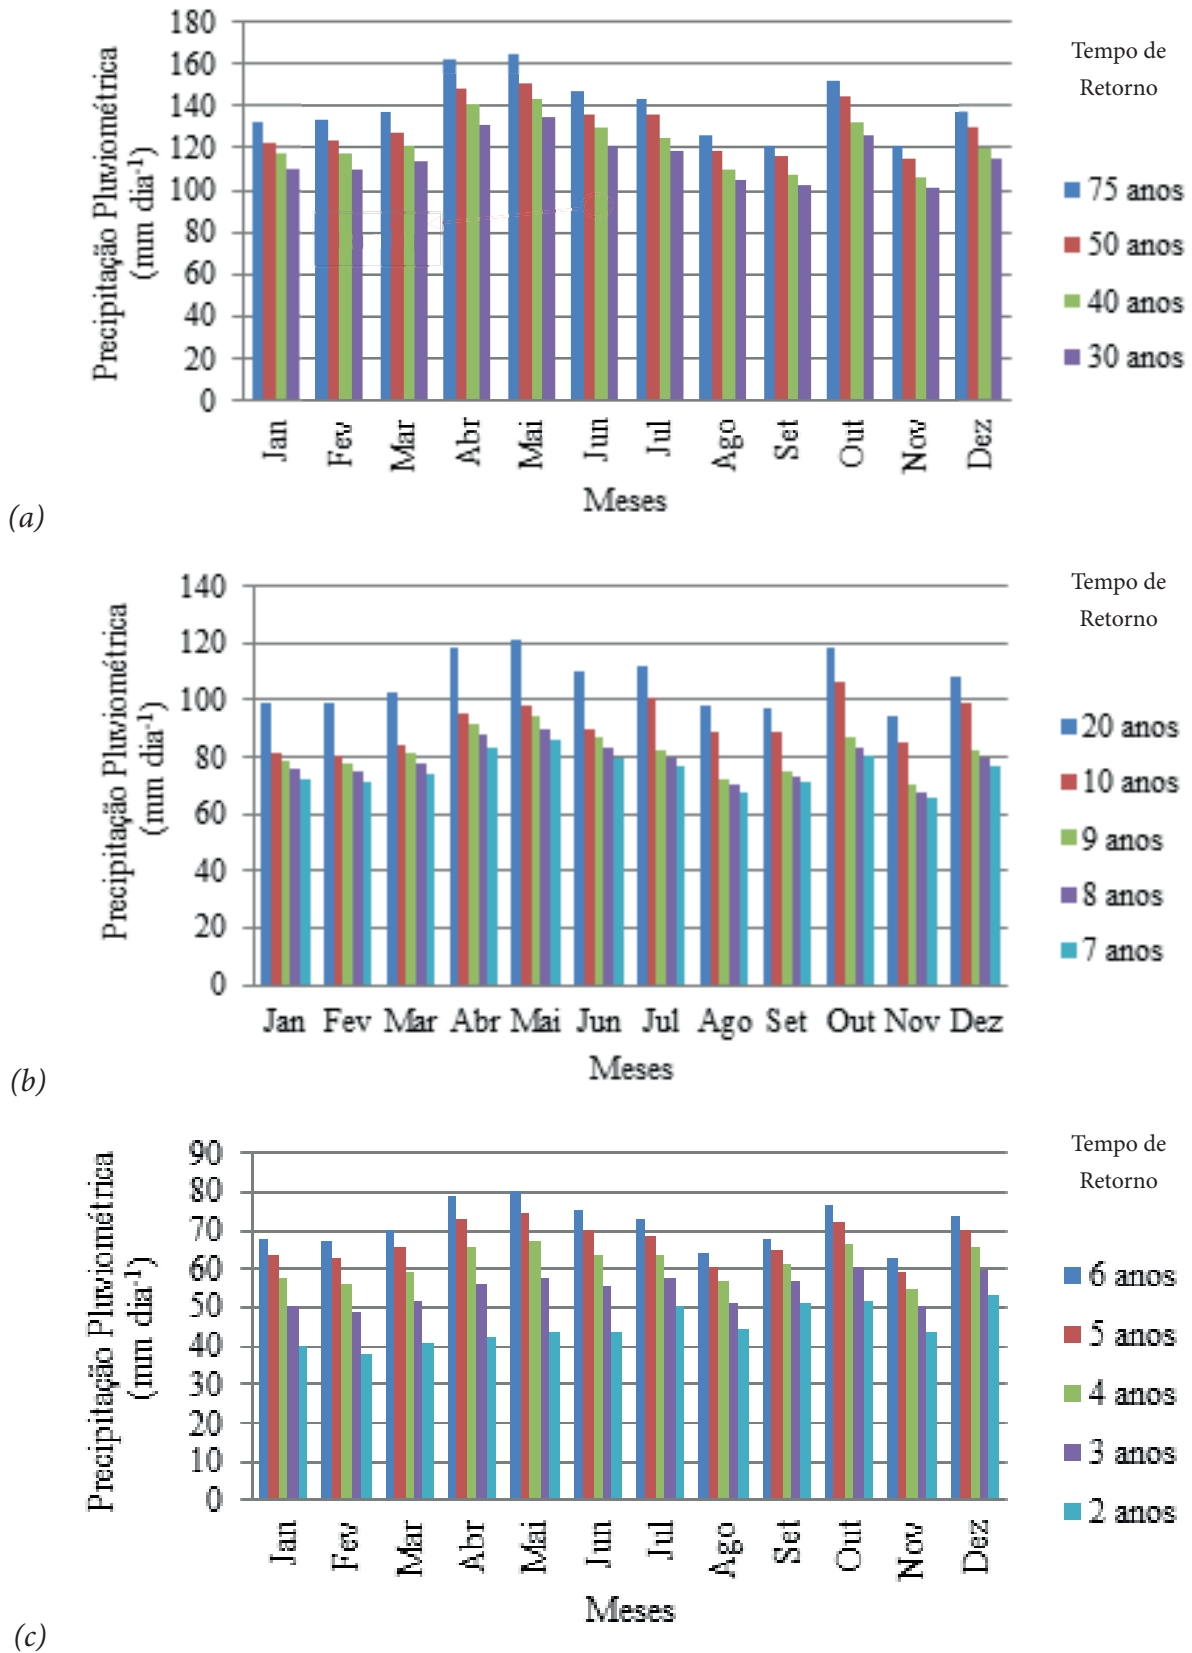 180
160
140
120
100
80
60
40
20
0
Precipitação Pluviométrica
(mm dia⁻¹)
Jan Fev Mar Abr Mai Jun Jul Ago Set Out Nov Dez
Meses
Tempo de
Retorno
75 anos
50 anos
40 anos
30 anos
(a)
140
120
100
80
60
40
20
0
Precipitação Pluviométrica
(mm dia⁻¹)
Jan Fev Mar Abr Mai Jun Jul Ago Set Out Nov Dez
Meses
Tempo de
Retorno
20 anos
10 anos
9 anos
8 anos
7 anos
(b)
90
80
70
60
50
40
30
20
10
0
Precipitação Pluviométrica
(mm dia⁻¹)
Jan Fev Mar Abr Mai Jun Jul Ago Set Out Nov Dez
Meses
Tempo de
Retorno
6 anos
5 anos
4 anos
3 anos
2 anos
(c)